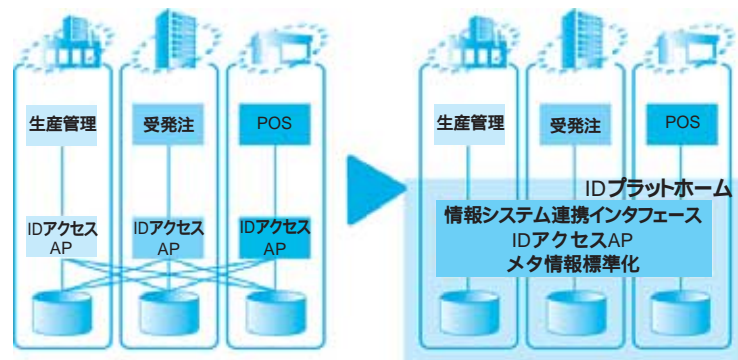 生産管理
受発注
POS
IDアクセス
AP
IDアクセス
AP
IDアクセス
AP
生産管理
受発注
POS
IDプラットホーム
情報システム連携インタフェース
IDアクセスAP
メタ情報標準化